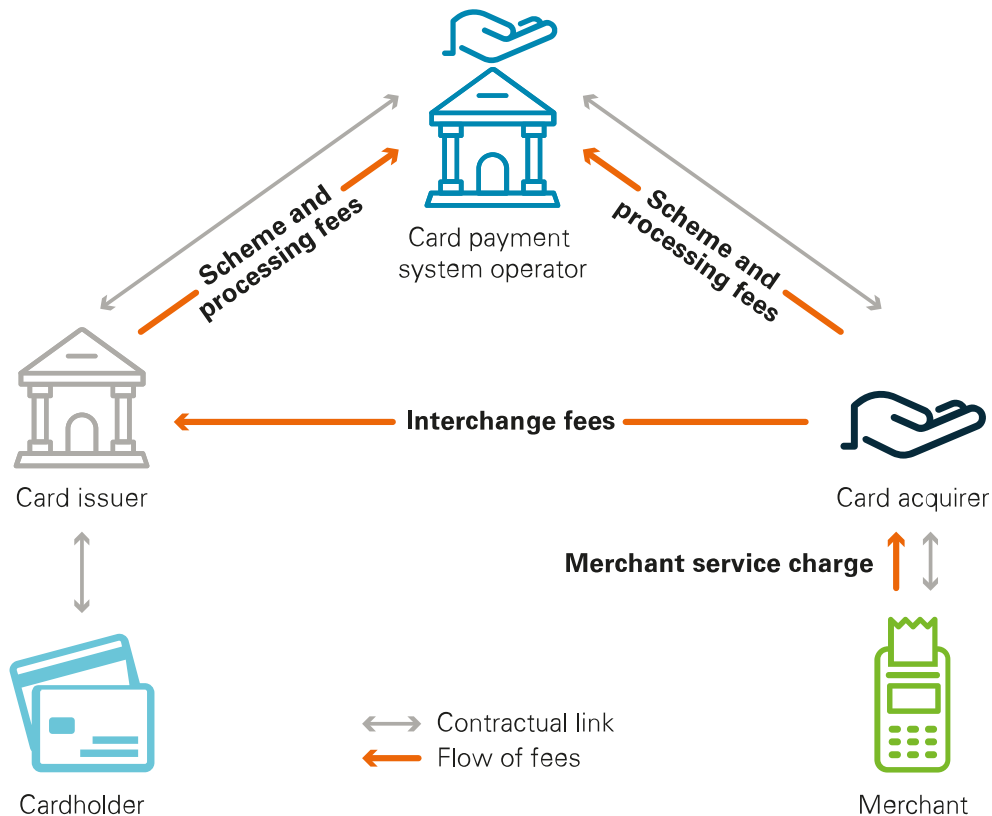 Card payment
system operator
Scheme and
processing fees
Scheme and
processing fees
Interchange fees
Card issuer
Card acquirer
Merchant service charge
Contractual link
Flow of fees
Cardholder
Merchant